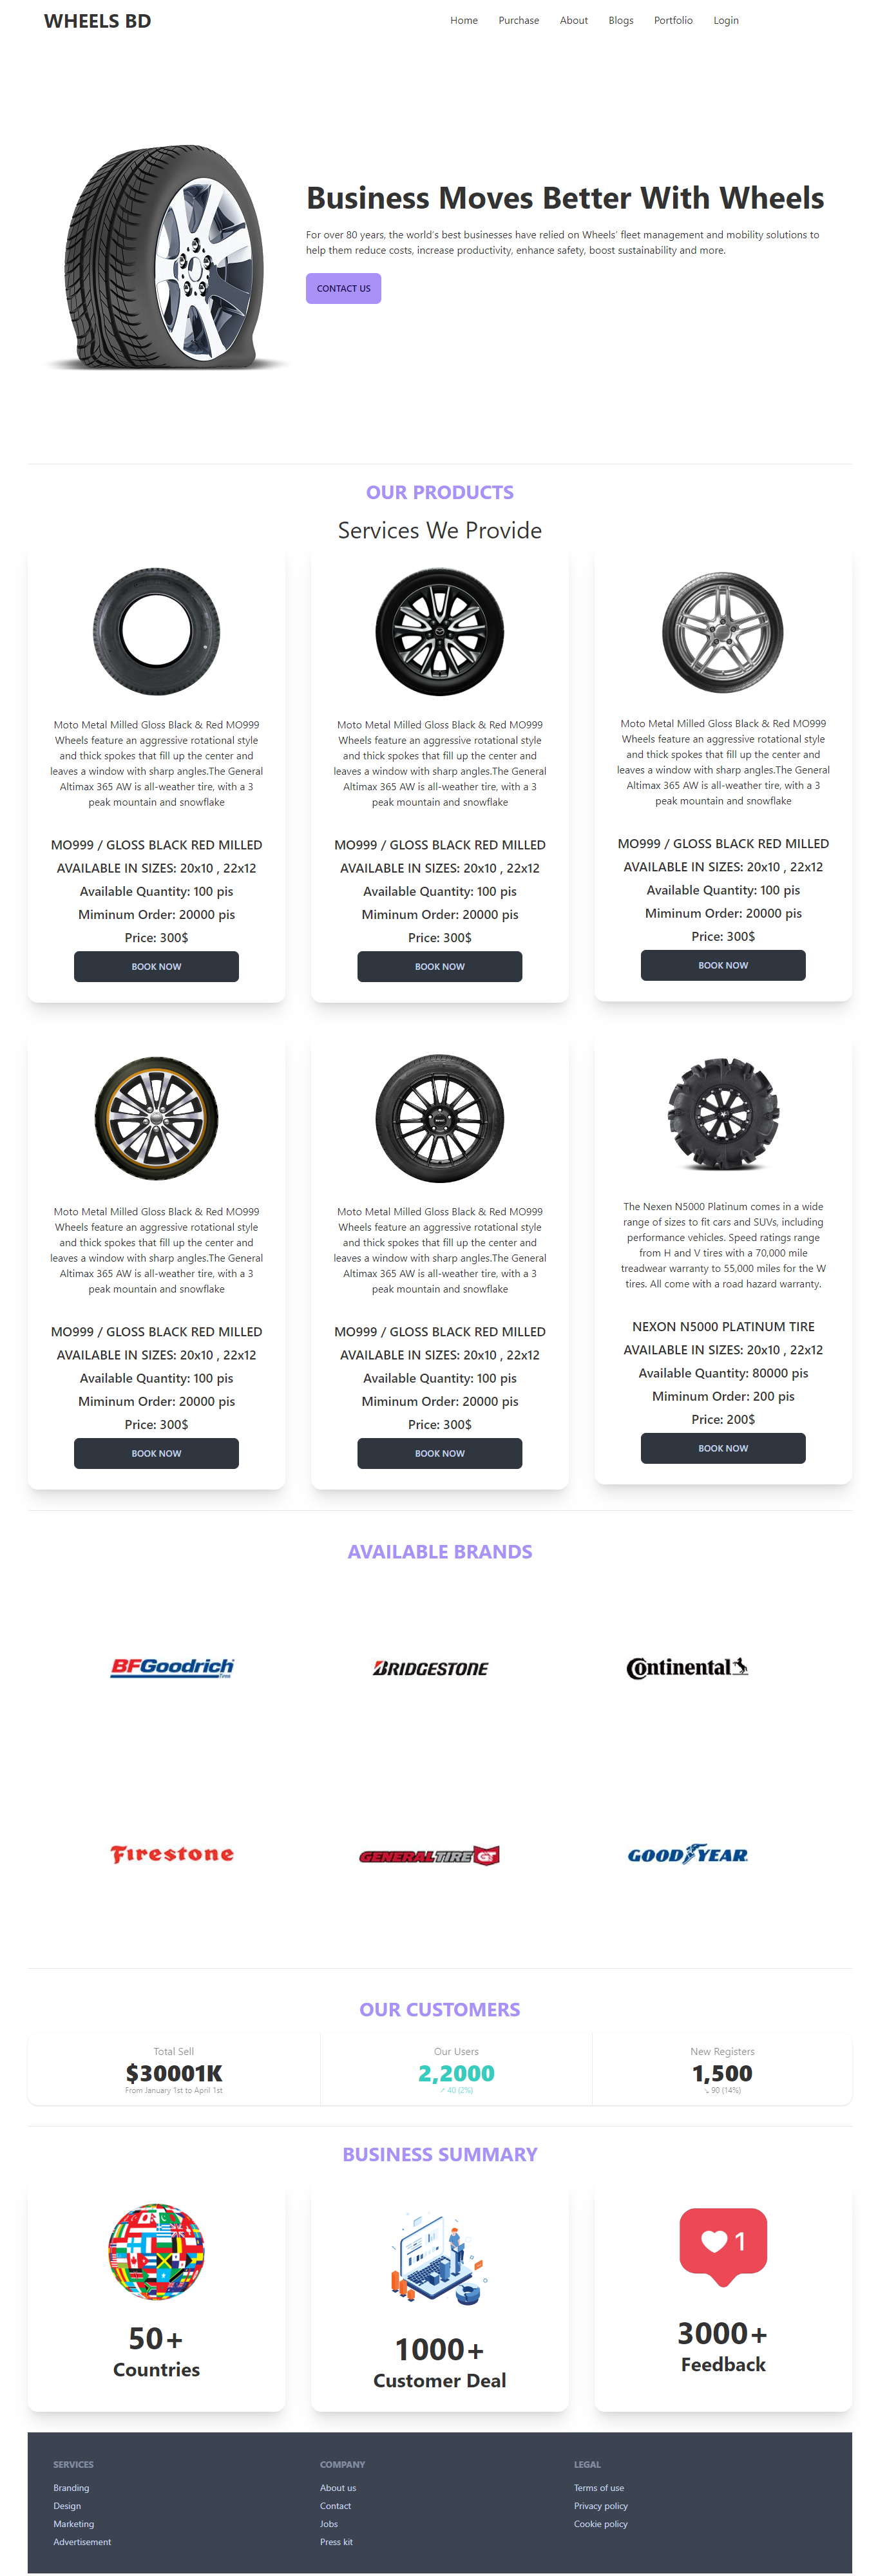 WHEELS BD
Home Purchase About Blogs Portfolio Login
Business Moves Better With Wheels
For over 80 years, the world's best businesses have relied on Wheels' fleet management and mobility solutions to
help them reduce costs, increase productivity, enhance safety, boost sustainability and more.
CONTACT US
OUR PRODUCTS
Services We Provide
Moto Metal Milled Gloss Black & Red MO999
Wheels feature an aggressive rotational style
and thick spokes that fill up the center and
leaves a window with sharp angles.The General
Altimax 365 AW is all-weather tire, with a 3
peak mountain and snowflake
MO999 / GLOSS BLACK RED MILLED
AVAILABLE IN SIZES: 20x10 , 22x12
Available Quantity: 100 pis
Miminum Order: 20000 pis
Price: 300$
BOOK NOW
Moto Metal Milled Gloss Black & Red MO999
Wheels feature an aggressive rotational style
and thick spokes that fill up the center and
leaves a window with sharp angles.The General
Altimax 365 AW is all-weather tire, with a 3
peak mountain and snowflake
MO999 / GLOSS BLACK RED MILLED
AVAILABLE IN SIZES: 20x10 , 22x12
Available Quantity: 100 pis
Miminum Order: 20000 pis
Price: 300$
BOOK NOW
Moto Metal Milled Gloss Black & Red MO999
Wheels feature an aggressive rotational style
and thick spokes that fill up the center and
leaves a window with sharp angles.The General
Altimax 365 AW is all-weather tire, with a 3
peak mountain and snowflake
MO999 / GLOSS BLACK RED MILLED
AVAILABLE IN SIZES: 20x10 , 22x12
Available Quantity: 100 pis
Miminum Order: 20000 pis
Price: 300$
BOOK NOW
Moto Metal Milled Gloss Black & Red MO999
Wheels feature an aggressive rotational style
and thick spokes that fill up the center and
leaves a window with sharp angles.The General
Altimax 365 AW is all-weather tire, with a 3
peak mountain and snowflake
MO999 / GLOSS BLACK RED MILLED
AVAILABLE IN SIZES: 20x10 , 22x12
Available Quantity: 100 pis
Miminum Order: 20000 pis
Price: 300$
BOOK NOW
Moto Metal Milled Gloss Black & Red MO999
Wheels feature an aggressive rotational style
and thick spokes that fill up the center and
leaves a window with sharp angles.The General
Altimax 365 AW is all-weather tire, with a 3
peak mountain and snowflake
MO999 / GLOSS BLACK RED MILLED
AVAILABLE IN SIZES: 20x10 , 22x12
Available Quantity: 100 pis
Miminum Order: 20000 pis
Price: 300$
BOOK NOW
The Nexen N5000 Platinum comes in a wide
range of sizes to fit cars and SUVs, including
performance vehicles. Speed ratings range
from H and V tires with a 70,000 mile
treadwear warranty to 55,000 miles for the W
tires. All come with a road hazard warranty.
NEXON N5000 PLATINUM TIRE
AVAILABLE IN SIZES: 20x10 , 22x12
Available Quantity: 80000 pis
Miminum Order: 200 pis
Price: 200$
BOOK NOW
AVAILABLE BRANDS
BFGoodrich
Tires
BRIDGESTONE
Continental
Firestone
GENERAL TIRE GT
GOODYEAR
OUR CUSTOMERS
Total Sell
$30001K
From January 1st to April 1st
Our Users
2,2000
↗ 40 (2%)
New Registers
1,500
↘ 90 (14%)
BUSINESS SUMMARY
50+
Countries
1000+
Customer Deal
1
3000+
Feedback
SERVICES
Branding
Design
Marketing
Advertisement
COMPANY
About us
Contact
Jobs
Press kit
LEGAL
Terms of use
Privacy policy
Cookie policy